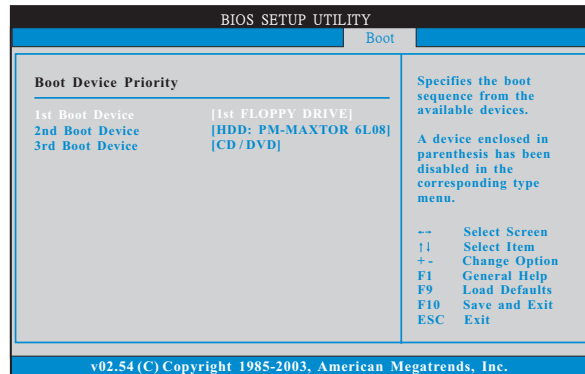 BIOS SETUP UTILITY
Boot
Boot Device Priority
1st Boot Device [1st FLOPPY DRIVE]
2nd Boot Device [HDD: PM-MAXTOR 6L08]
3rd Boot Device [CD/DVD]
Specifies the boot
sequence from the
available devices.
A device enclosed in
parenthesis has been
disabled in the
corresponding type
menu.
←→ Select Screen
↑↓ Select Item
+- Change Option
F1 General Help
F9 Load Defaults
F10 Save and Exit
ESC Exit
v02.54 (C) Copyright 1985-2003, American Megatrends, Inc.